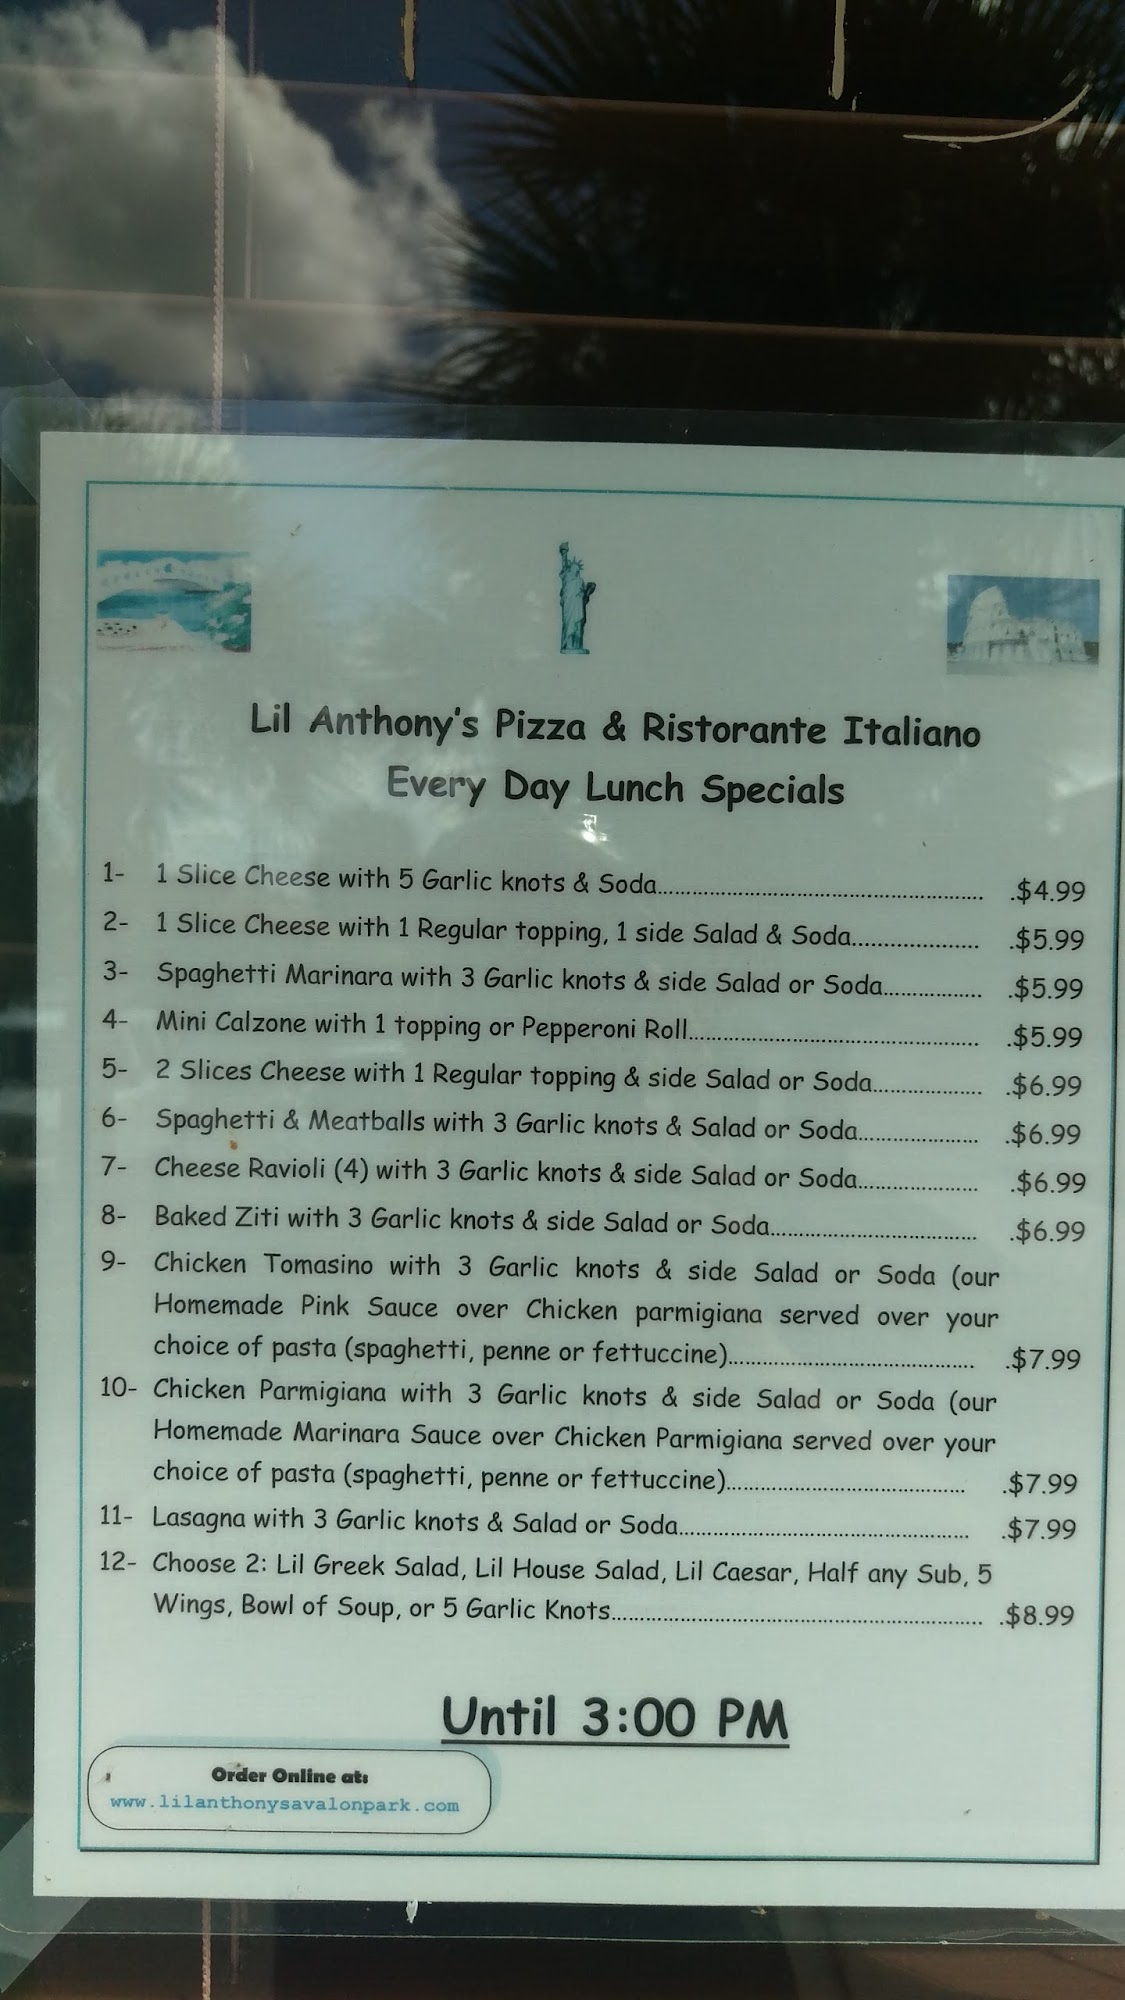 Lil Anthony's Pizza & Ristorante Italiano
Every Day Lunch Specials
1- 1 Slice Cheese with 5 Garlic knots & Soda.......................................... .$4.99
2- 1 Slice Cheese with 1 Regular topping, 1 side Salad & Soda................... .$5.99
3- Spaghetti Marinara with 3 Garlic knots & side Salad or Soda................. .$5.99
4- Mini Calzone with 1 topping or Pepperoni Roll......................................... .$5.99
5- 2 Slices Cheese with 1 Regular topping & side Salad or Soda.................. .$6.99
6- Spaghetti & Meatballs with 3 Garlic knots & Salad or Soda.................... .$6.99
7- Cheese Ravioli (4) with 3 Garlic knots & side Salad or Soda.................... .$6.99
8- Baked Ziti with 3 Garlic knots & side Salad or Soda................................ .$6.99
9- Chicken Tomasino with 3 Garlic knots & side Salad or Soda (our
Homemade Pink Sauce over Chicken parmigiana served over your
choice of pasta (spaghetti, penne or fettuccine)..................................... .$7.99
10- Chicken Parmigiana with 3 Garlic knots & side Salad or Soda (our
Homemade Marinara Sauce over Chicken Parmigiana served over your
choice of pasta (spaghetti, penne or fettuccine).................................... .$7.99
11- Lasagna with 3 Garlic knots & Salad or Soda........................................... .$7.99
12- Choose 2: Lil Greek Salad, Lil House Salad, Lil Caesar, Half any Sub, 5
Wings, Bowl of Soup, or 5 Garlic Knots...................................................... .$8.99
Until 3:00 PM
Order Online at:
www.lilanthonysavalonpark.com